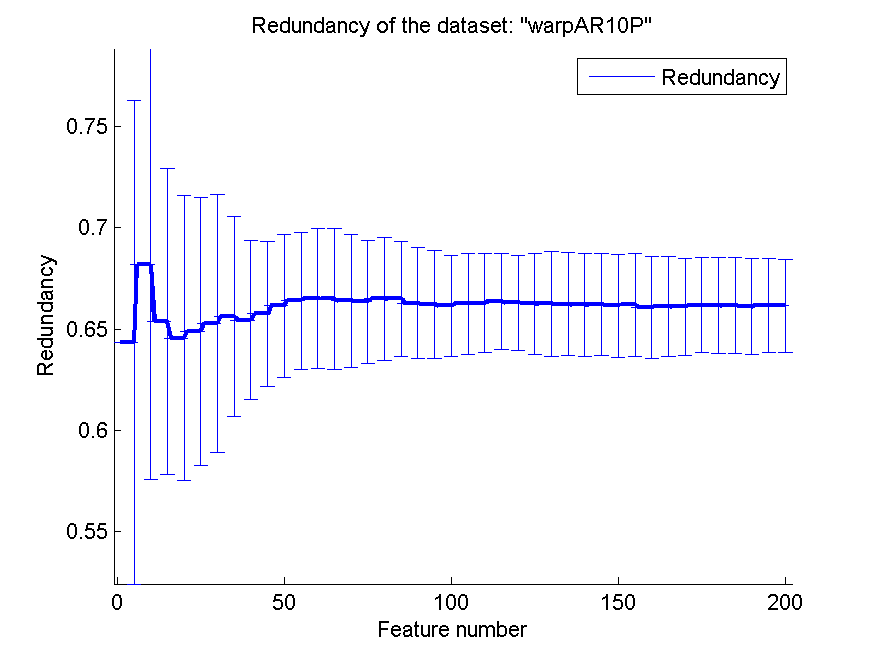 Redundancy of the dataset: "warpAR10P"
Redundancy
0.75
0.7
0.65
0.6
0.55
Redundancy
0
50
100
150
200
Feature number